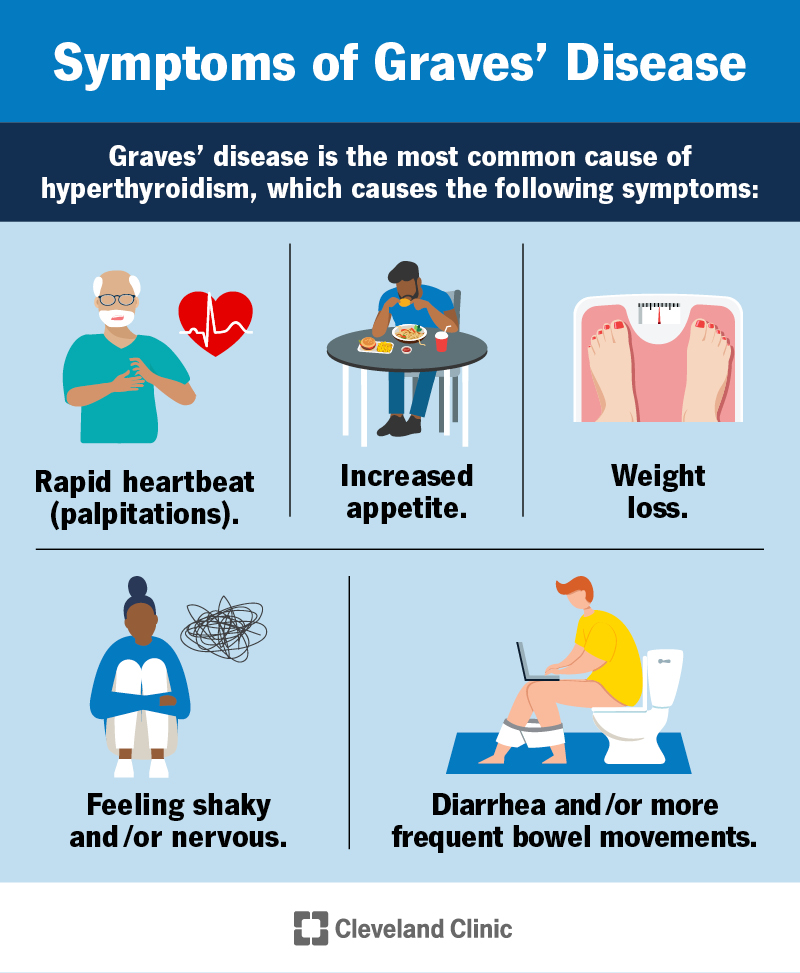 Symptoms of Graves’ Disease
Graves’ disease is the most common cause of
hyperthyroidism, which causes the following symptoms:
Rapid heartbeat
(palpitations).
Increased
appetite.
Weight
loss.
Feeling shaky
and/or nervous.
Diarrhea and/or more
frequent bowel movements.
Cleveland Clinic